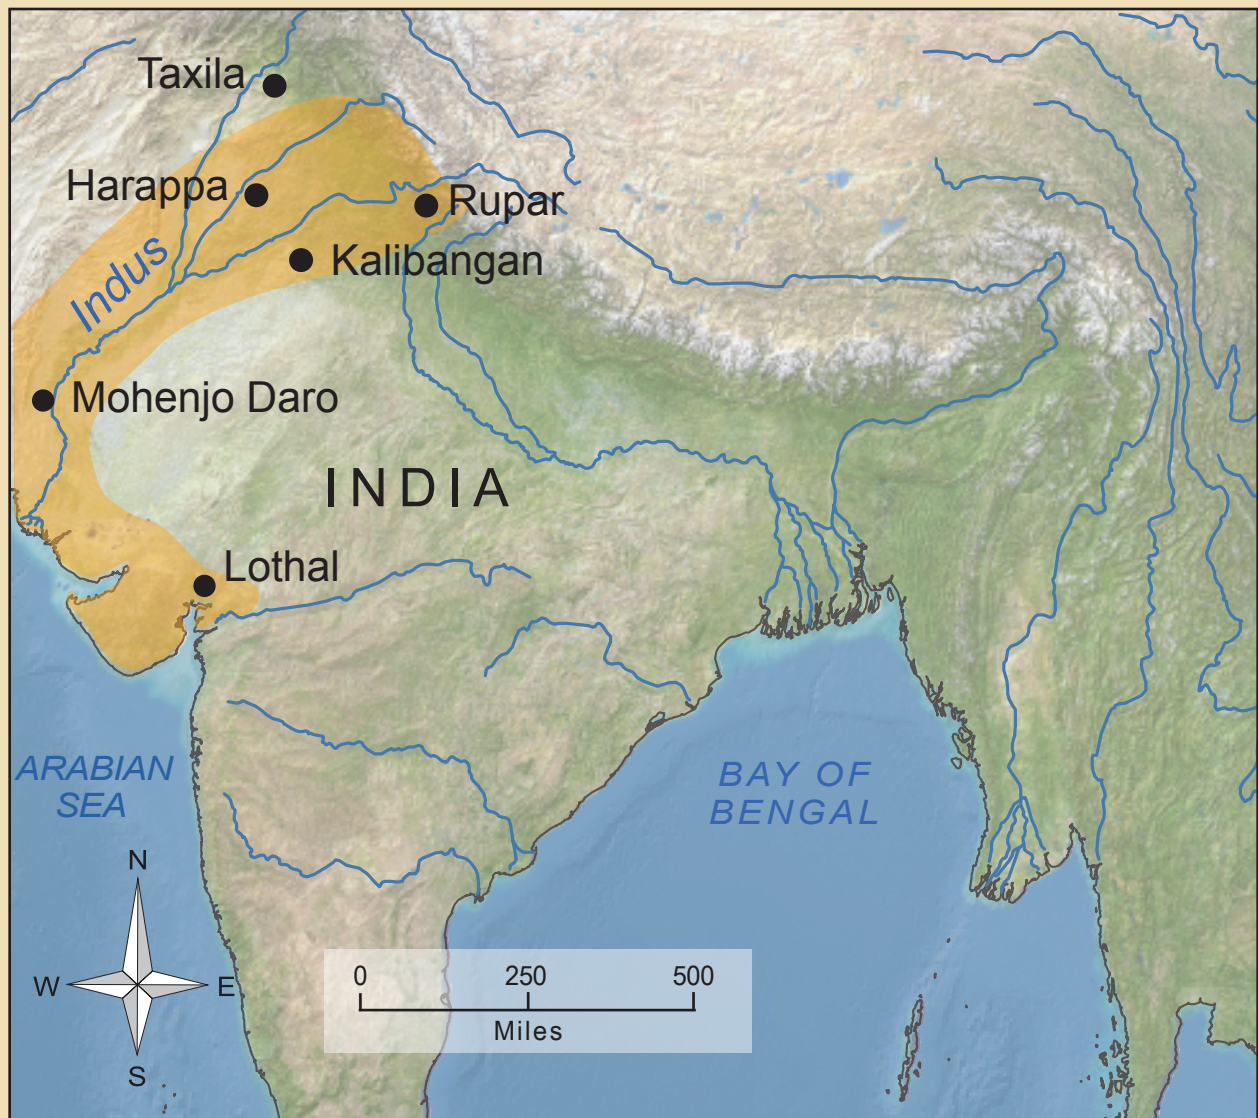 Taxila
Harappa
Rupar
Indus
Kalibangan
Mohenjo Daro
INDIA
Lothal
ARABIAN
SEA
BAY OF
BENGAL
N
W
E
S
0 250 500
Miles